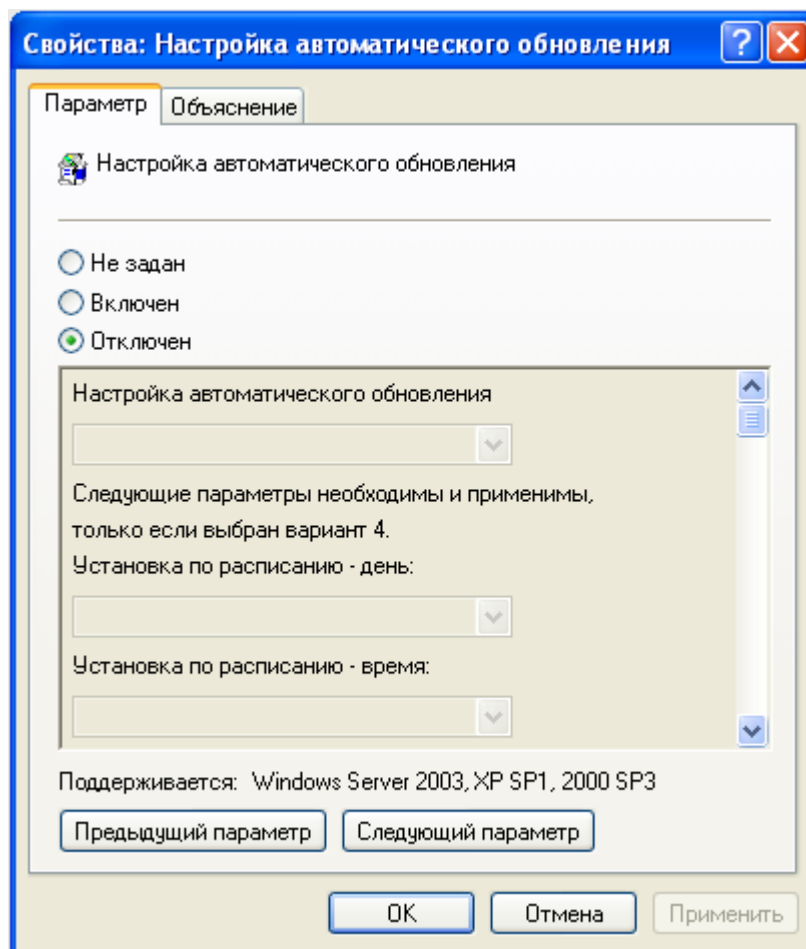 Свойства: Настройка автоматического обновления
Параметр Объяснение
Настройка автоматического обновления
Не задан
Включен
Отключен
Настройка автоматического обновления
Следующие параметры необходимы и применимы,
только если выбран вариант 4.
Установка по расписанию - день:
Установка по расписанию - время:
Поддерживается: Windows Server 2003, XP SP1, 2000 SP3
Предыдущий параметр Следующий параметр
OK Отмена Применить